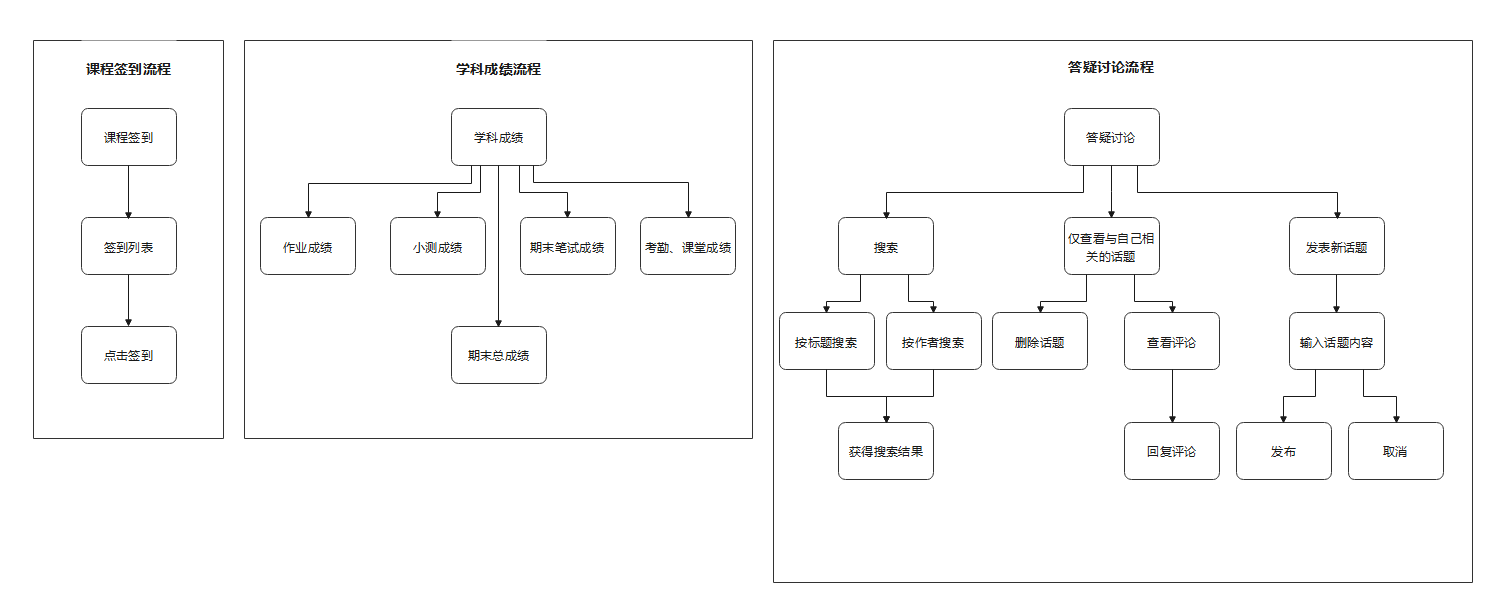 课程签到流程
课程签到
签到列表
点击签到
学科成绩流程
学科成绩
作业成绩
小测成绩
期末笔试成绩
考勤、课堂成绩
期末总成绩
答疑讨论流程
答疑讨论
搜索
仅查看与自己相
关的话题
发表新话题
按标题搜索
按作者搜索
删除话题
查看评论
输入话题内容
获得搜索结果
回复评论
发布
取消